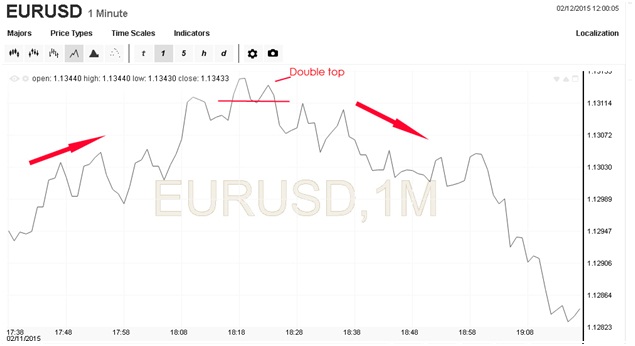 EURUSD 1 Minute
02/12/2015 12:00:05
Majors Price Types Time Scales Indicators Localization
t 1 5 h d
open: 1.13440 high: 1.13440 low: 1.13430 close: 1.13433
Double top
1.13155
1.13114
1.13072
1.13030
EURUSD,1M
1.12989
1.12947
1.12906
1.12864
1.12823
17:38 17:48 17:58 18:08 18:18 18:28 18:38 18:48 18:58 19:08
02/11/2015